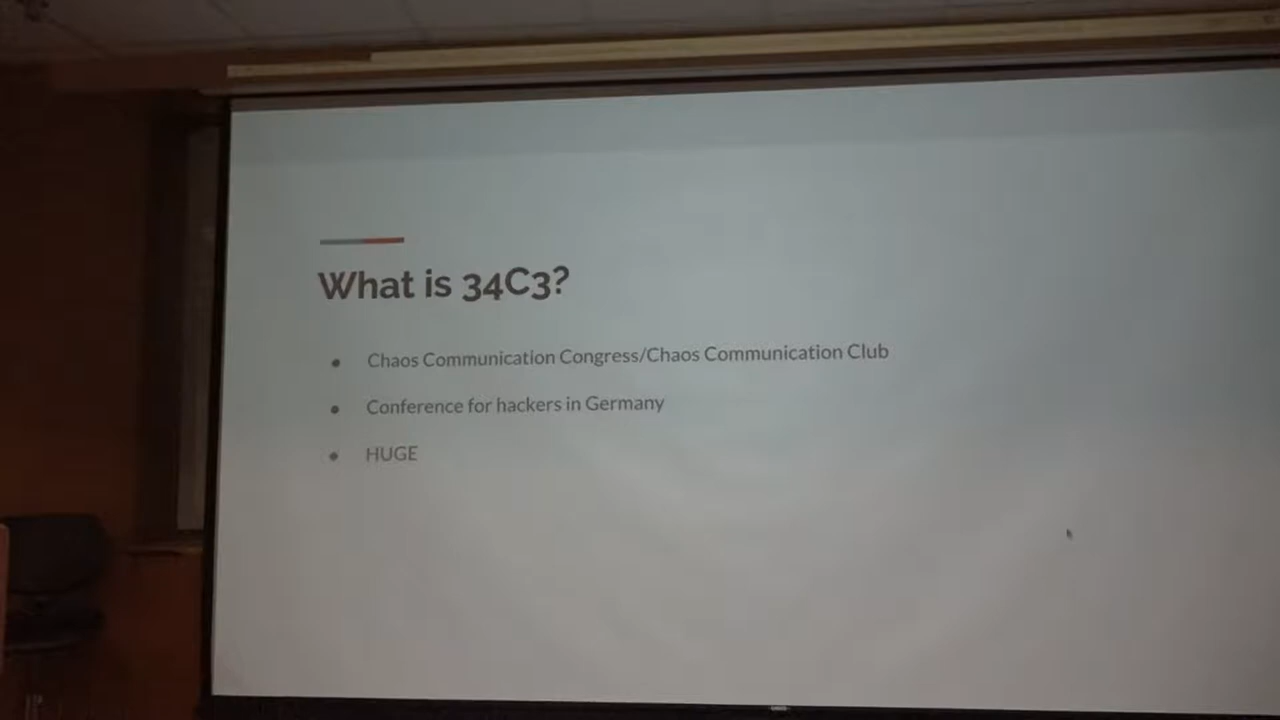 What is 34C3?
● Chaos Communication Congress/Chaos Communication Club
● Conference for hackers in Germany
● HUGE